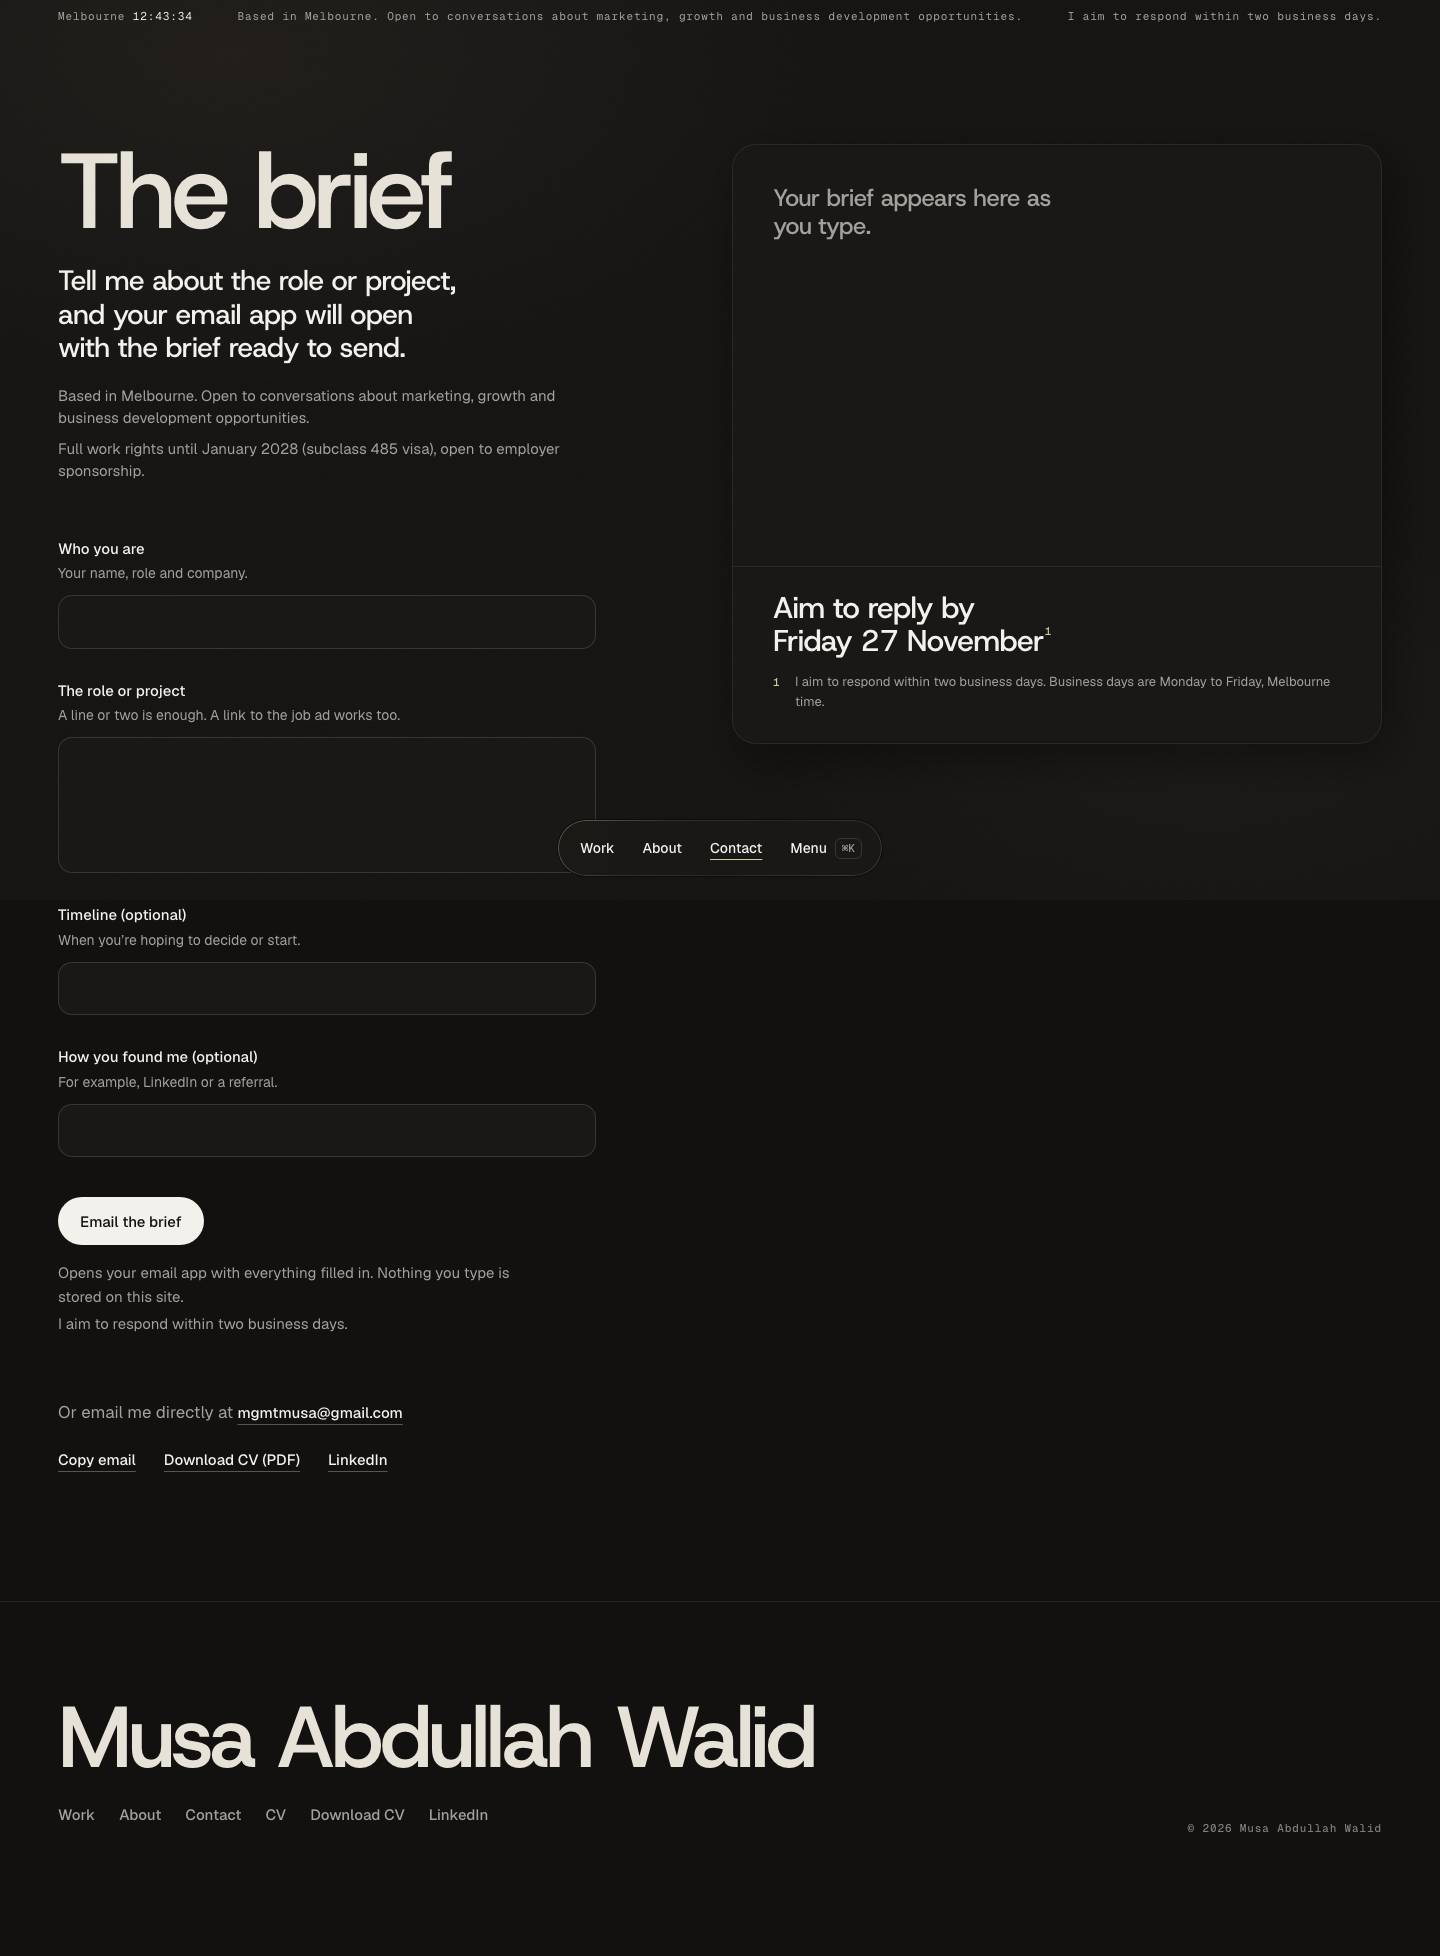 Melbourne 12:43:34
Based in Melbourne. Open to conversations about marketing, growth and business development opportunities.
I aim to respond within two business days.
The brief
Tell me about the role or project,
and your email app will open
with the brief ready to send.
Based in Melbourne. Open to conversations about marketing, growth and
business development opportunities.
Full work rights until January 2028 (subclass 485 visa), open to employer
sponsorship.
Who you are
Your name, role and company.
The role or project
A line or two is enough. A link to the job ad works too.
Timeline (optional)
When you're hoping to decide or start.
How you found me (optional)
For example, LinkedIn or a referral.
Email the brief
Opens your email app with everything filled in. Nothing you type is
stored on this site.
I aim to respond within two business days.
Or email me directly at mgmtmusa@gmail.com
Copy email Download CV (PDF) LinkedIn
Your brief appears here as
you type.
Aim to reply by
Friday 27 November1
1 I aim to respond within two business days. Business days are Monday to Friday, Melbourne
time.
Work About Contact Menu ⌘K
Musa Abdullah Walid
Work About Contact CV Download CV LinkedIn
© 2026 Musa Abdullah Walid